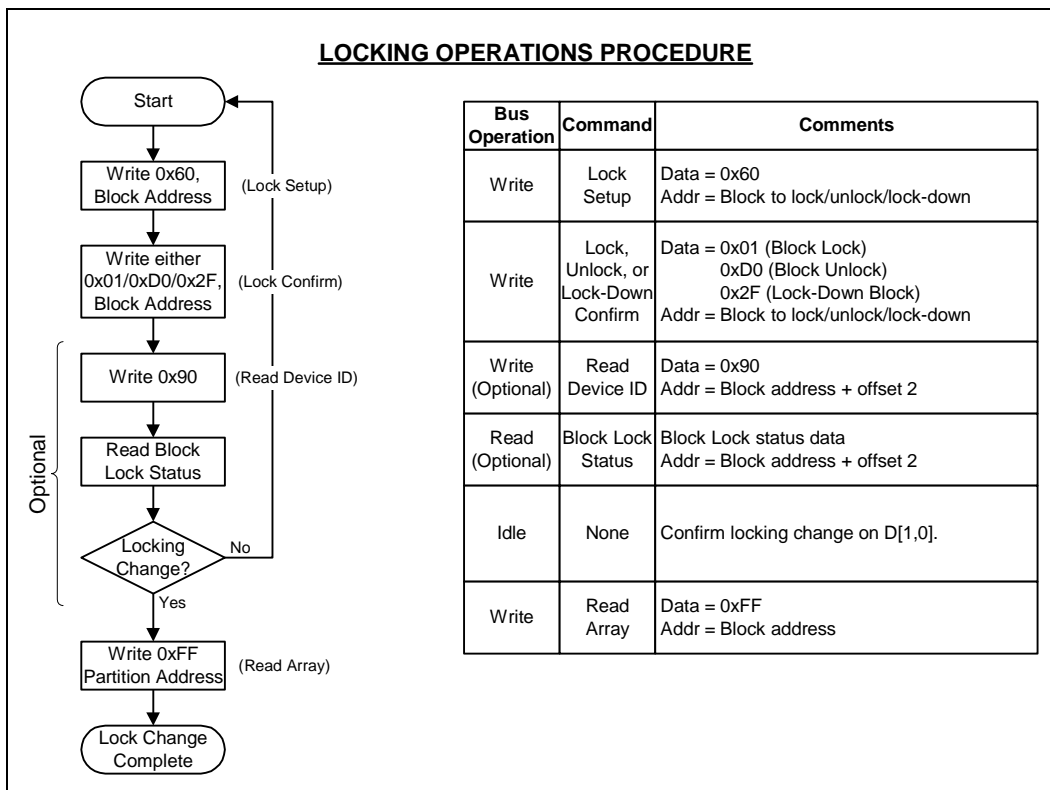 LOCKING OPERATIONS PROCEDURE
Start
Write 0x60,
Block Address
(Lock Setup)
Write either
0x01/0xD0/0x2F,
Block Address
(Lock Confirm)
Optional
Write 0x90
(Read Device ID)
Read Block
Lock Status
Locking
Change?
No
Yes
Write 0xFF
Partition Address
(Read Array)
Lock Change
Complete
Bus
Operation
Command
Comments
Write
Lock
Setup
Data = 0x60
Addr = Block to lock/unlock/lock-down
Write
Lock,
Unlock, or
Lock-Down
Confirm
Data = 0x01 (Block Lock)
0xD0 (Block Unlock)
0x2F (Lock-Down Block)
Addr = Block to lock/unlock/lock-down
Write
(Optional)
Read
Device ID
Data = 0x90
Addr = Block address + offset 2
Read
(Optional)
Block Lock
Status
Block Lock status data
Addr = Block address + offset 2
Idle
None
Confirm locking change on D[1,0].
Write
Read
Array
Data = 0xFF
Addr = Block address